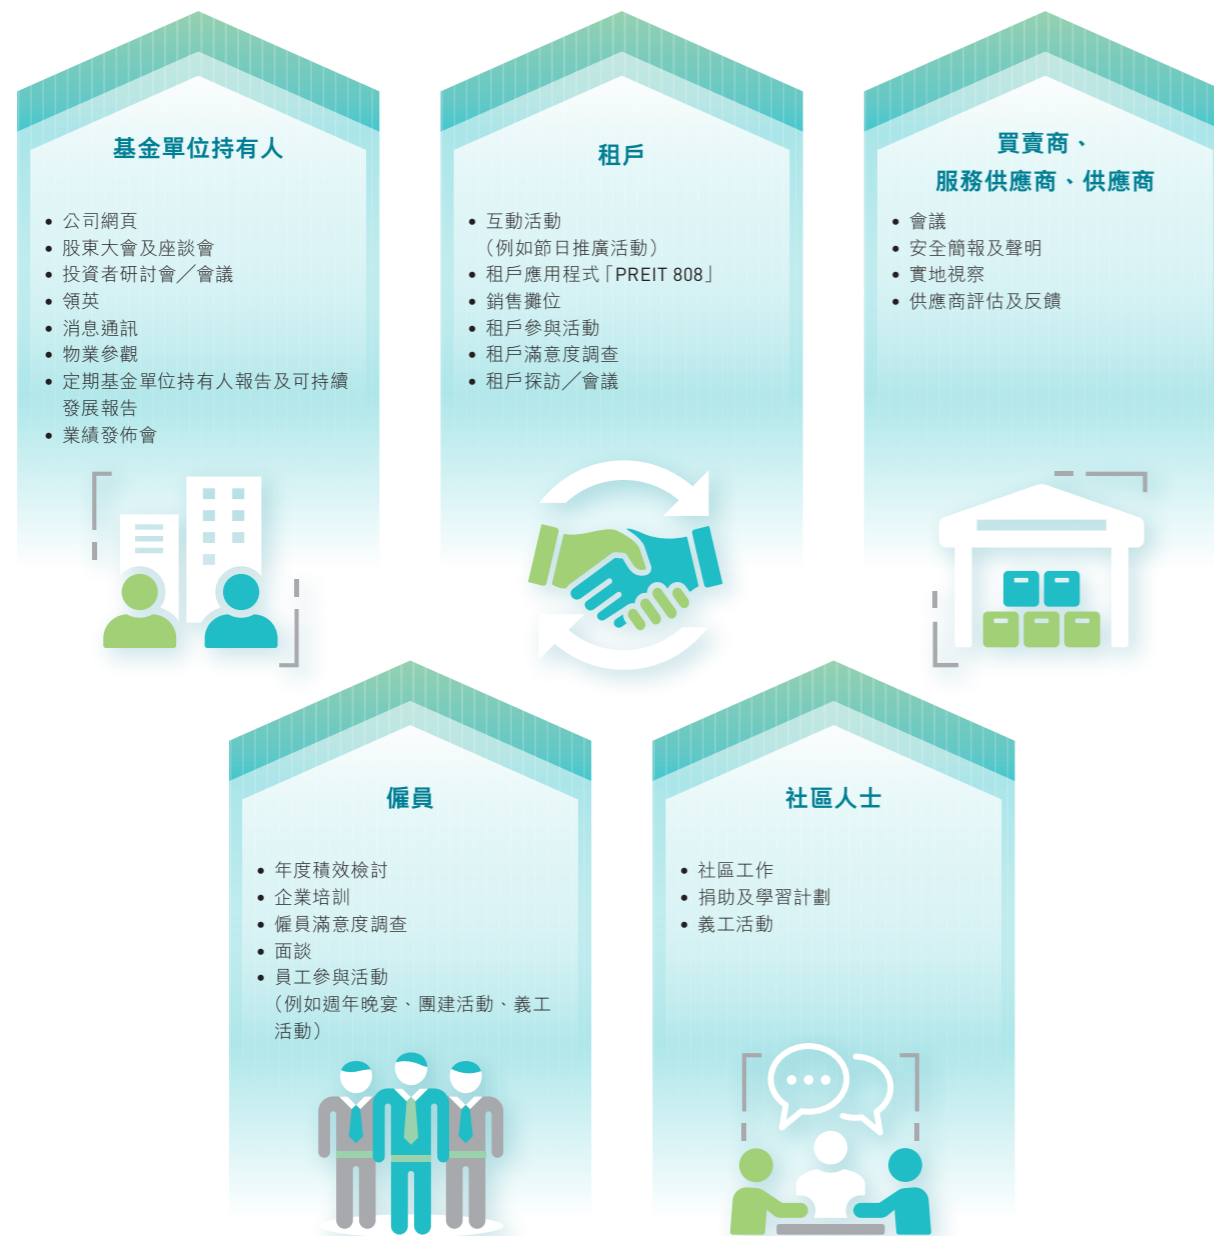 基金單位持有人
• 公司網頁
• 股東大會及座談會
• 投資者研討會／會議
• 領英
• 消息通訊
• 物業參觀
• 定期基金單位持有人報告及可持續
發展報告
• 業績發佈會
租戶
• 互動活動
（例如節日推廣活動）
• 租戶應用程式「PREIT 808」
• 銷售攤位
• 租戶參與活動
• 租戶滿意度調查
• 租戶探訪／會議
買賣商、
服務供應商、供應商
• 會議
• 安全簡報及聲明
• 實地視察
• 供應商評估及反饋
僱員
• 年度積效檢討
• 企業培訓
• 僱員滿意度調查
• 面談
• 員工參與活動
（例如週年晚宴、團建活動、義工
活動）
社區人士
• 社區工作
• 捐助及學習計劃
• 義工活動